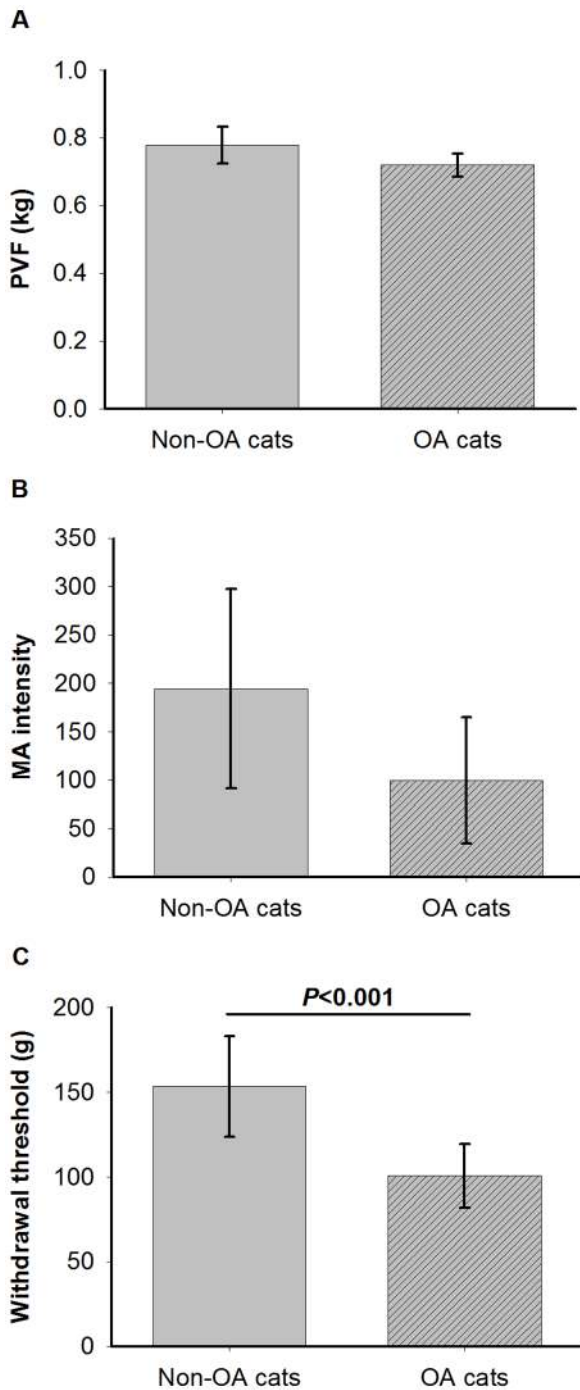 A
PVF (kg)
1.0
0.8
0.6
0.4
0.2
0.0
Non-OA cats OA cats
B
MA intensity
350
300
250
200
150
100
50
0
Non-OA cats OA cats
C
Withdrawal threshold (g)
P<0.001
200
150
100
50
0
Non-OA cats OA cats